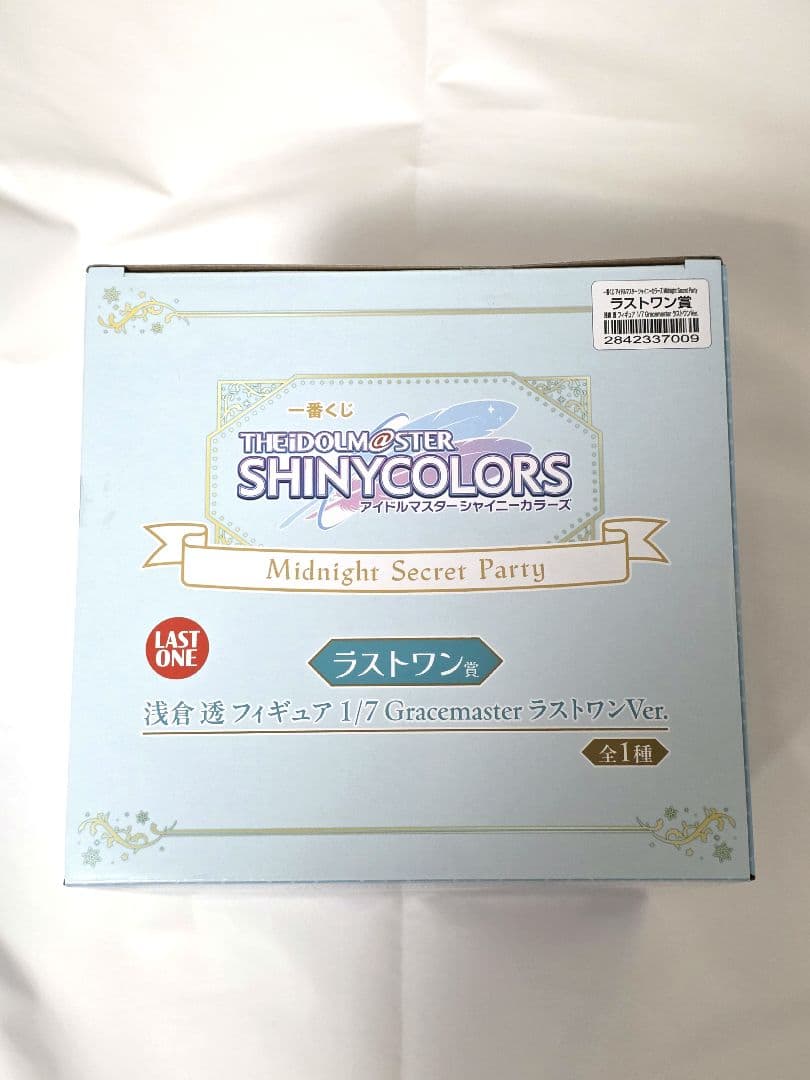 一番くじ アイドルマスター シャイニーカラーズ Midnight Secret Party
ラストワン賞
浅倉 透 フィギュア 1/7 Gracemaster ラストワンVer.
2842337009
一番くじ
THE iDOLM@STER
SHINYCOLORS
アイドルマスター シャイニーカラーズ
Midnight Secret Party
LAST
ONE
ラストワン賞
浅倉 透 フィギュア 1/7 Gracemaster ラストワンVer.
全1種